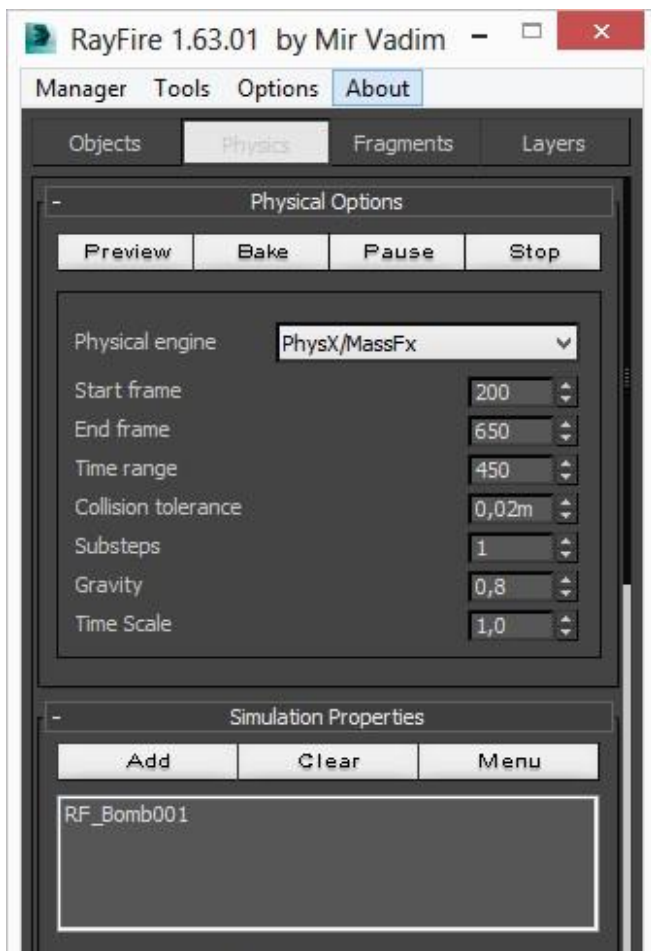 RayFire 1.63.01 by Mir Vadim
Manager Tools Options About
Objects Physics Fragments Layers
- Physical Options
Preview Bake Pause Stop
Physical engine PhysX/MassFx
Start frame 200
End frame 650
Time range 450
Collision tolerance 0,02m
Substeps 1
Gravity 0,8
Time Scale 1,0
- Simulation Properties
Add Clear Menu
RF_Bomb001